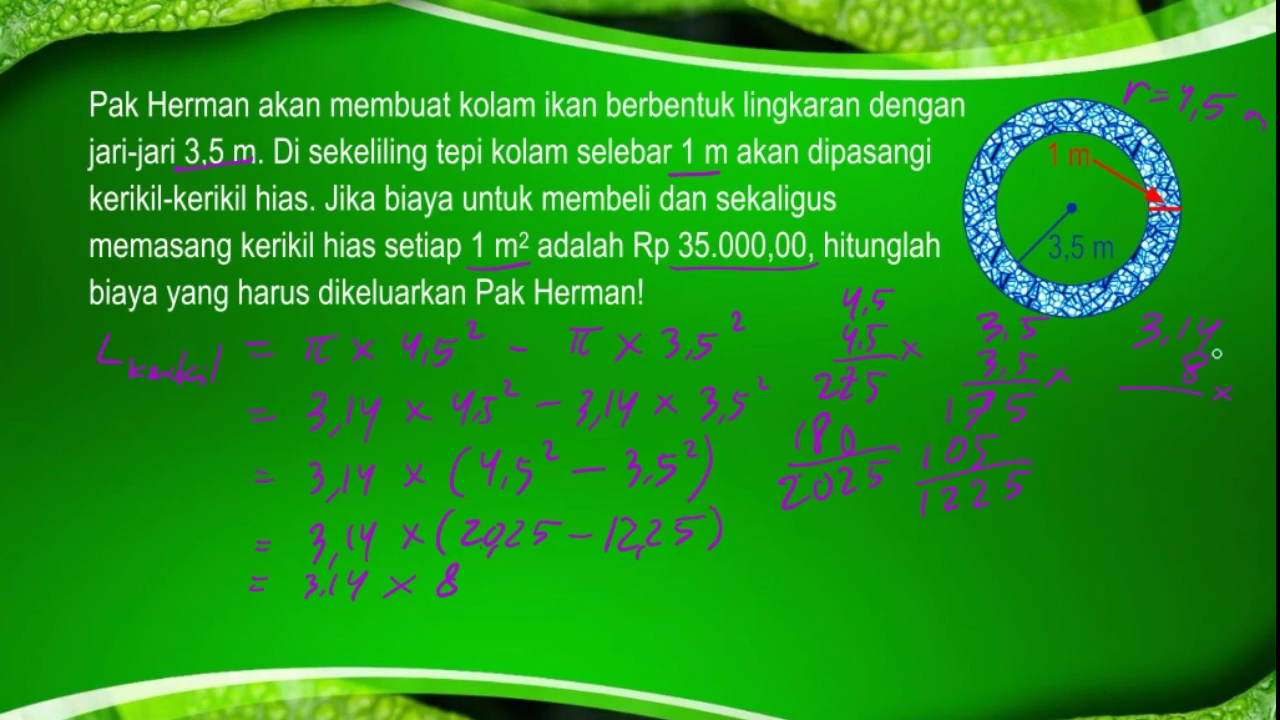 Pak Herman akan membuat kolam ikan berbentuk lingkaran dengan
jari-jari 3,5 m. Di sekeliling tepi kolam selebar 1 m akan dipasangi
kerikil-kerikil hias. Jika biaya untuk membeli dan sekaligus
memasang kerikil hias setiap 1 m² adalah Rp 35.000,00, hitunglah
biaya yang harus dikeluarkan Pak Herman!
r=4,5 m
1 m
3,5 m
L = π × 4,5² - π × 3,5²
= 3,14 × 4,5² - 3,14 × 3,5²
= 3,14 × (4,5² - 3,5²)
= 3,14 × (20,25 - 12,25)
= 3,14 × 8
4,5
4,5 ×
225
180
2025
3,5
3,5 ×
175
105
1225
3,14
8 ×